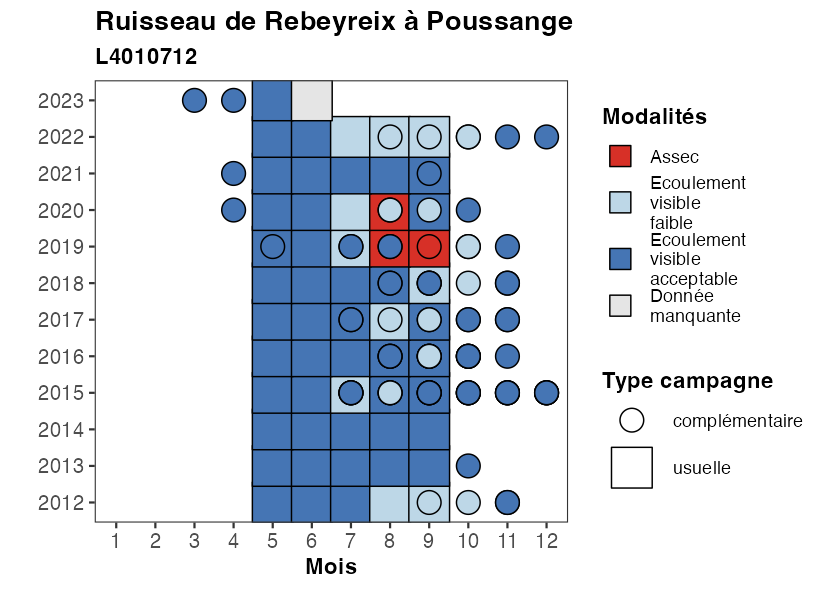 Ruisseau de Rebeyreix à Poussange
L4010712
2023
2022
2021
2020
2019
2018
2017
2016
2015
2014
2013
2012
1 2 3 4 5 6 7 8 9 10 11 12
Mois
Modalités
Assec
Ecoulement
visible
faible
Ecoulement
visible
acceptable
Donnée
manquante
Type campagne
complémentaire
usuelle